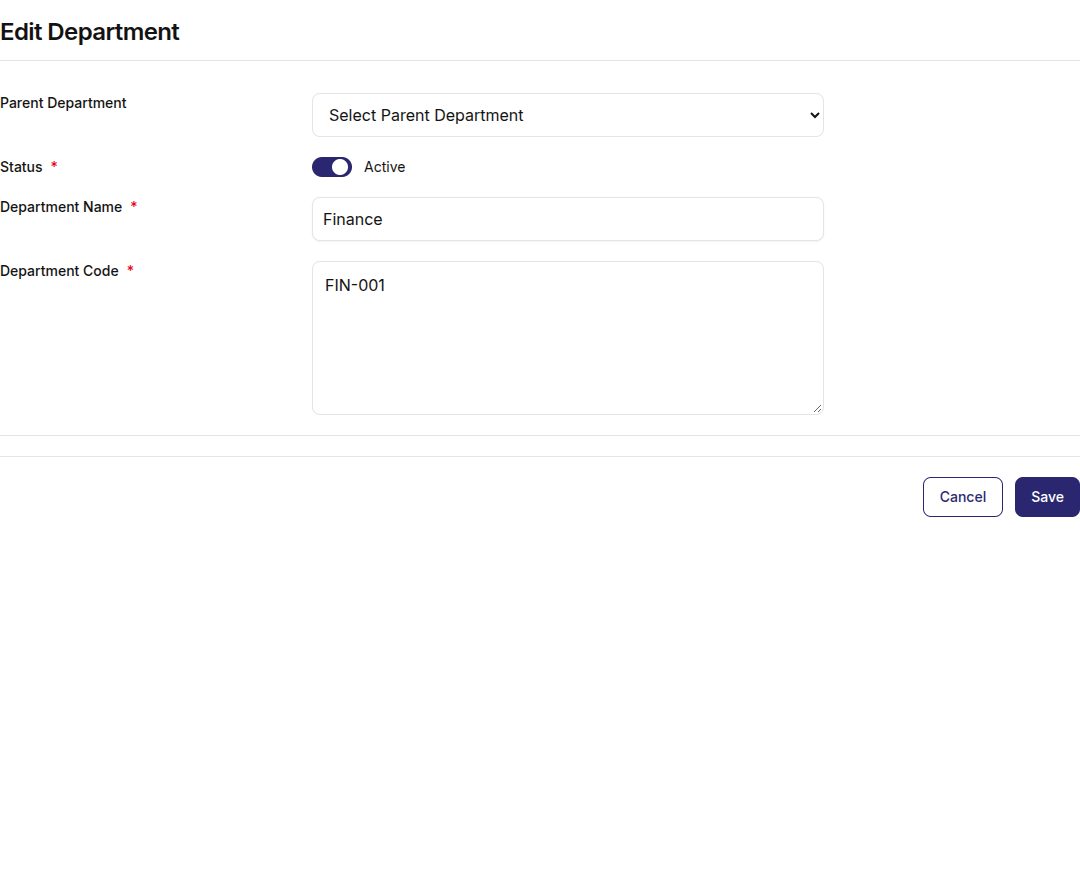 Edit Department
Parent Department
Select Parent Department
Status *
Active
Department Name *
Finance
Department Code *
FIN-001
Cancel
Save